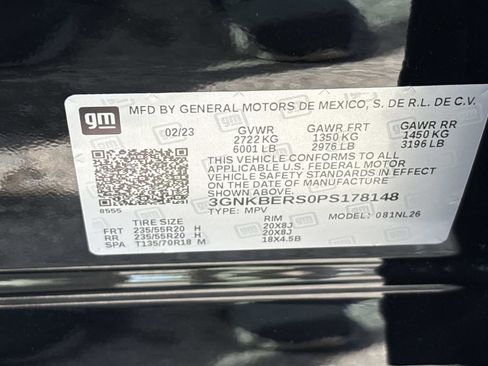 gm
MFD BY GENERAL MOTORS DE MEXICO, S. DE R.L. DE C.V.
02/23 GVWR GAWR FRT GAWR RR
2722 KG 1350 KG 1450 KG
6001 LB 2976 LB 3196 LB
THIS VEHICLE CONFORMS TO ALL
APPLICABLE U.S. FEDERAL MOTOR
VEHICLE SAFETY STANDARDS IN EFFECT
ON THE DATE OF MANUFACTURE SHOWN ABOVE.
3GNKBERS0PS178148
8555 TYPE: MPV MODEL: 081NL26
TIRE SIZE RIM
FRT 235/55R20 H 20X8J
RR 235/55R20 H 20X8J
SPA T135/70R18 M 18X4.5B